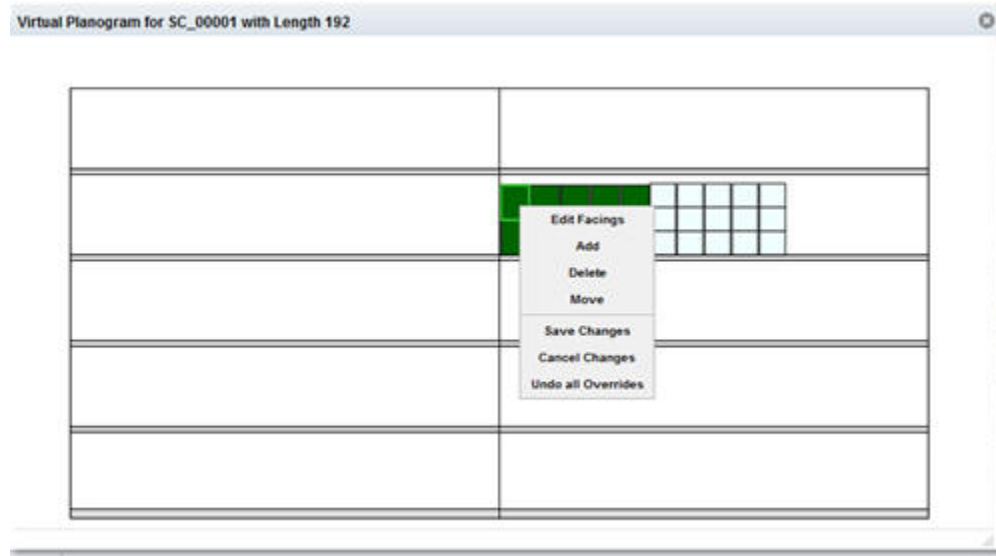 Virtual Planogram for SC_00001 with Length 192
Edit Facings
Add
Delete
Move
Save Changes
Cancel Changes
Undo all Overrides